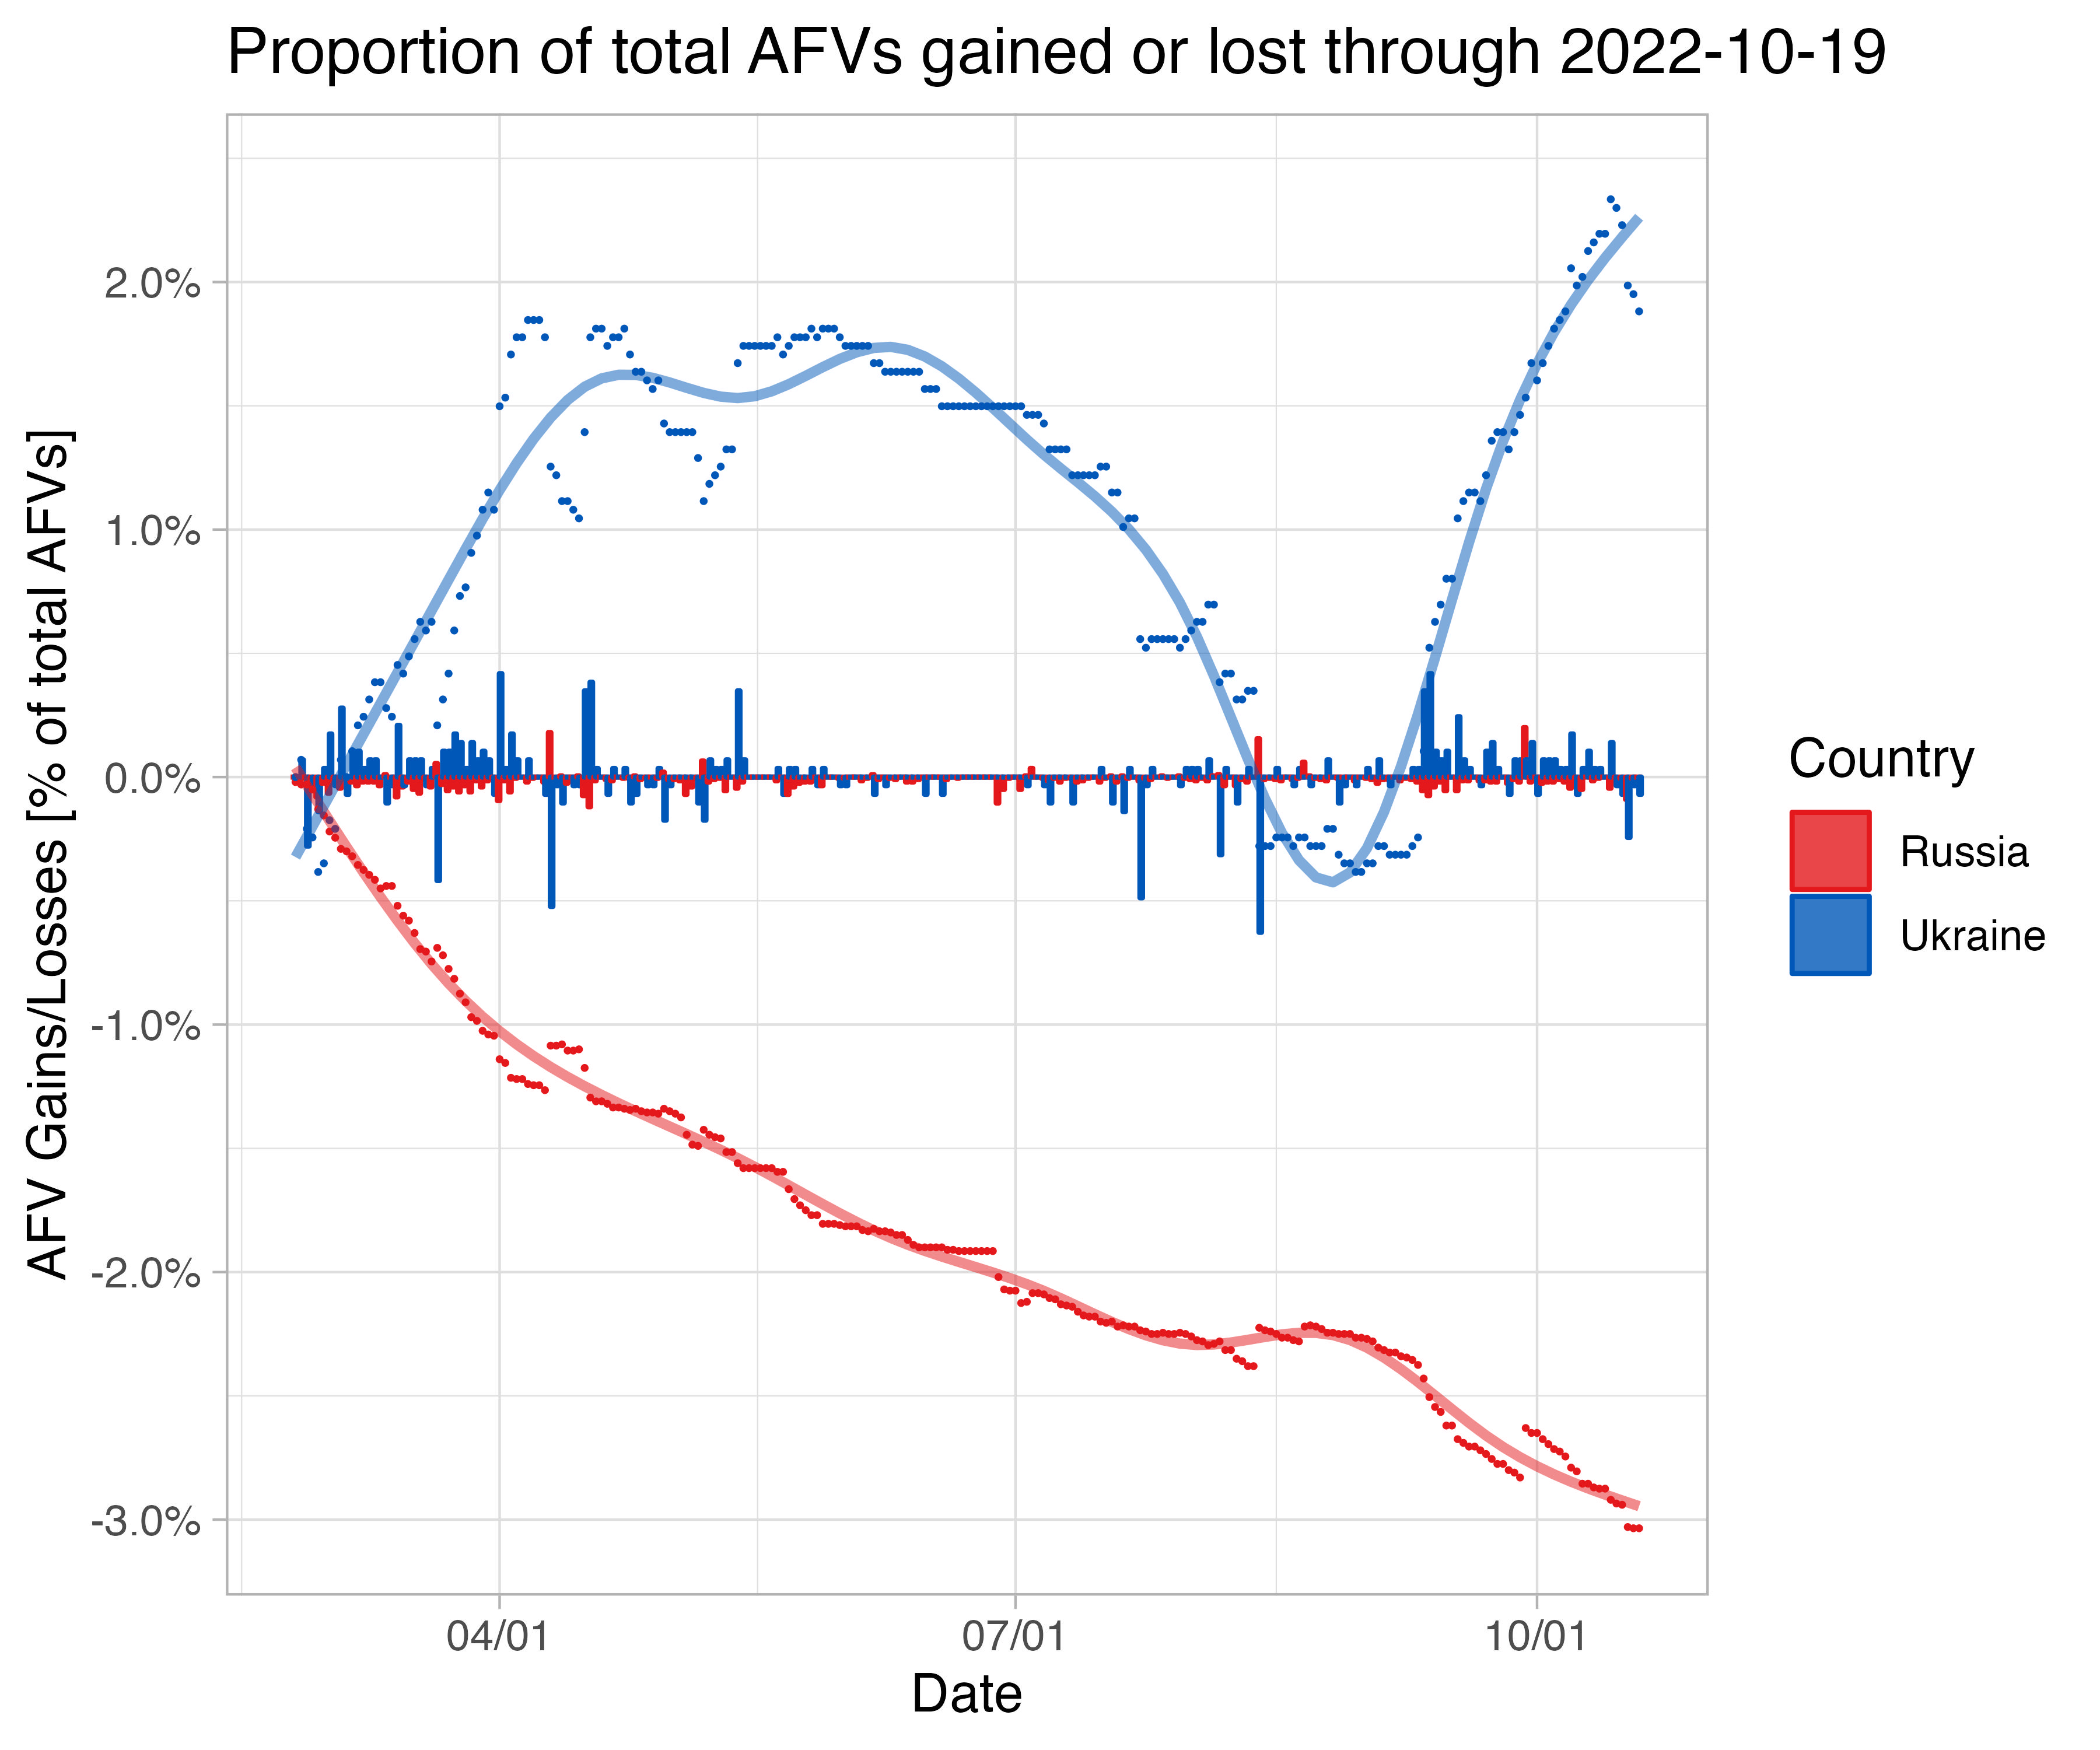 Proportion of total AFVs gained or lost through 2022-10-19
AFV Gains/Losses [% of total AFVs]
2.0%
1.0%
0.0%
-1.0%
-2.0%
-3.0%
04/01
07/01
10/01
Date
Country
Russia
Ukraine